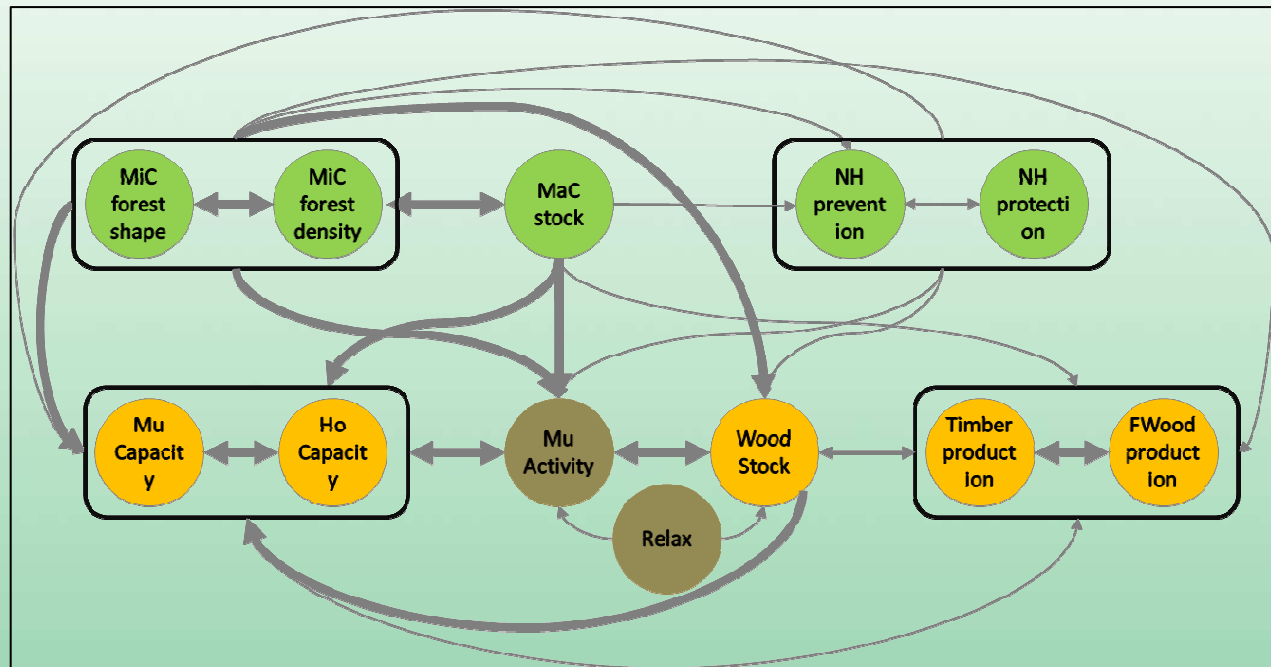 MiC
forest
shape
MiC
forest
density
MaC
stock
NH
prevent
ion
NH
protecti
on
Mu
Capacit
y
Ho
Capacit
y
Mu
Activity
Wood
Stock
Timber
product
ion
FWood
product
ion
Relax